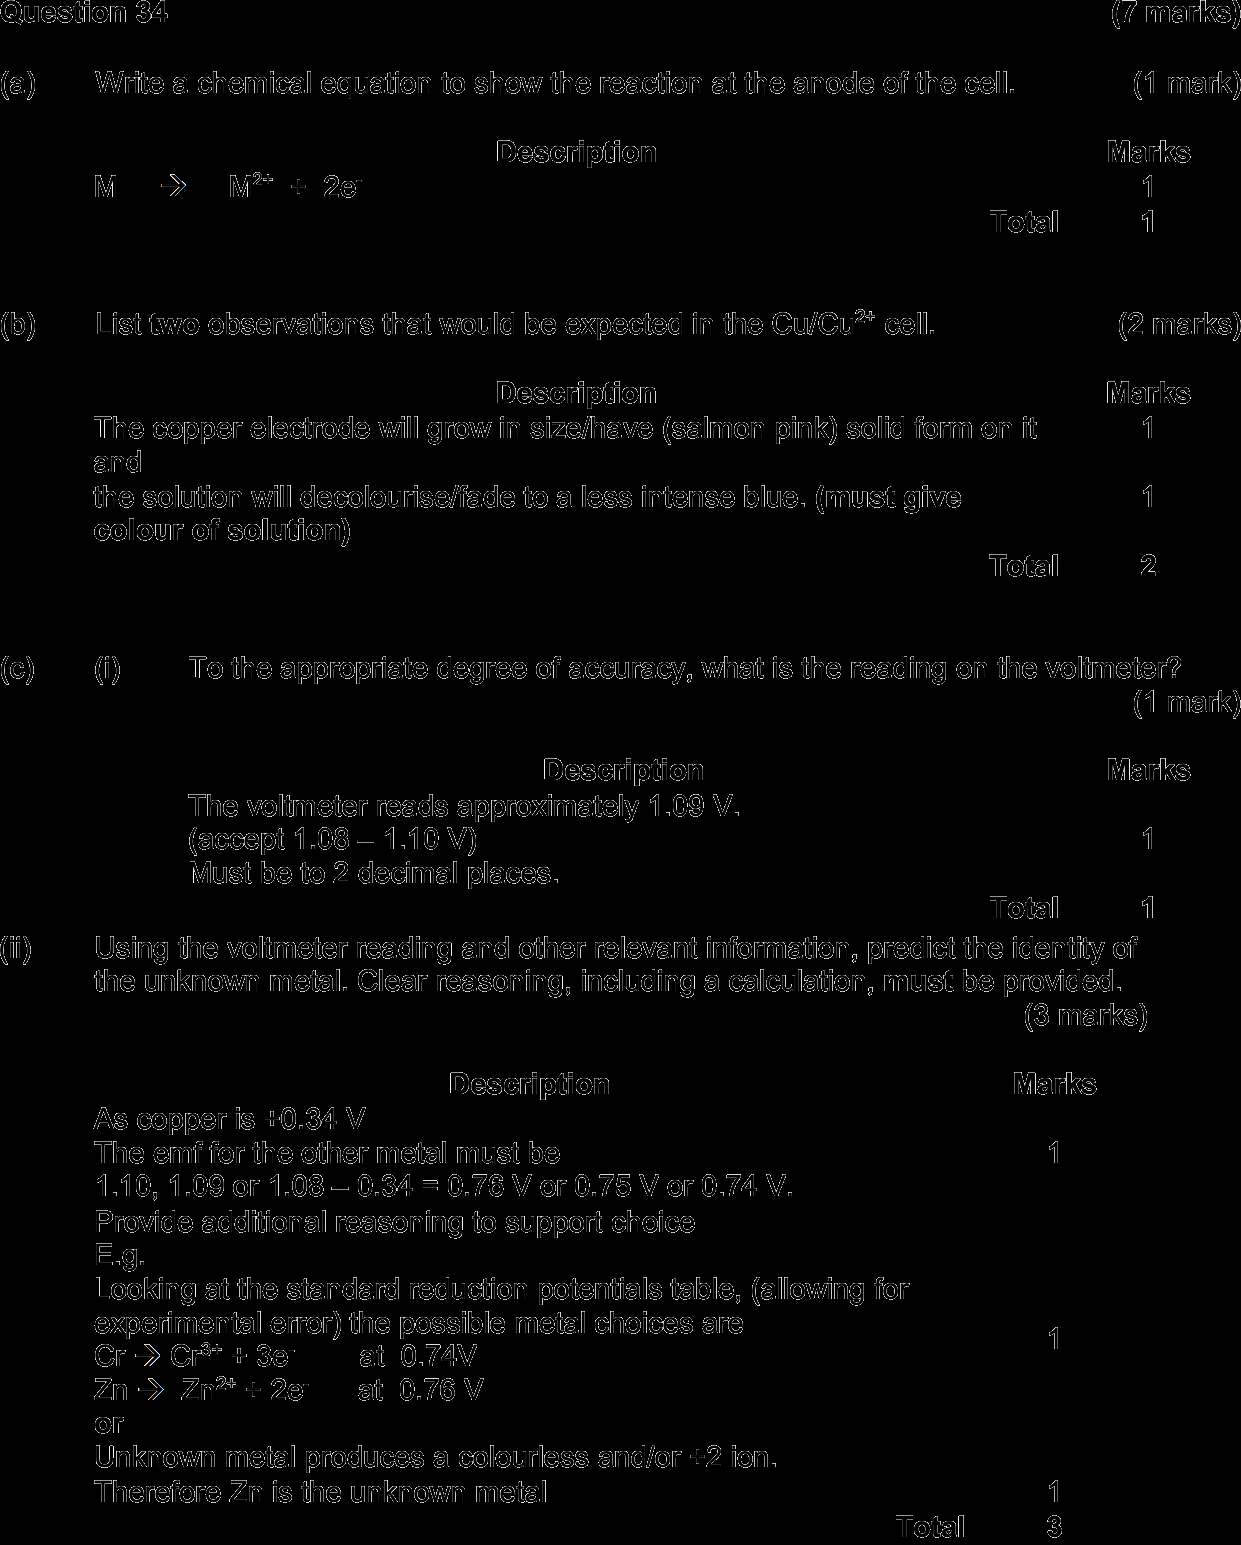 Question 34 (7 marks)
(a) Write a chemical equation to show the reaction at the anode of the cell. (1 mark)
Description Marks
M → M²⁺ + 2e⁻ 1
Total 1
(b) List two observations that would be expected in the Cu/Cu²⁺ cell. (2 marks)
Description Marks
The copper electrode will grow in size/have (salmon pink) solid form on it 1
and
the solution will decolourise/fade to a less intense blue. (must give 1
colour of solution)
Total 2
(c) (i) To the appropriate degree of accuracy, what is the reading on the voltmeter?
(1 mark)
Description Marks
The voltmeter reads approximately 1.09 V.
(accept 1.08 – 1.10 V) 1
Must be to 2 decimal places.
Total 1
(ii) Using the voltmeter reading and other relevant information, predict the identity of
the unknown metal. Clear reasoning, including a calculation, must be provided.
(3 marks)
Description Marks
As copper is +0.34 V
The emf for the other metal must be 1
1.10, 1.09 or 1.08 – 0.34 = 0.76 V or 0.75 V or 0.74 V.
Provide additional reasoning to support choice
E.g.
Looking at the standard reduction potentials table, (allowing for
experimental error) the possible metal choices are 1
Cr → Cr³⁺ + 3e⁻ at 0.74V
Zn → Zn²⁺ + 2e⁻ at 0.76 V
or
Unknown metal produces a colourless and/or +2 ion.
Therefore Zn is the unknown metal 1
Total 3